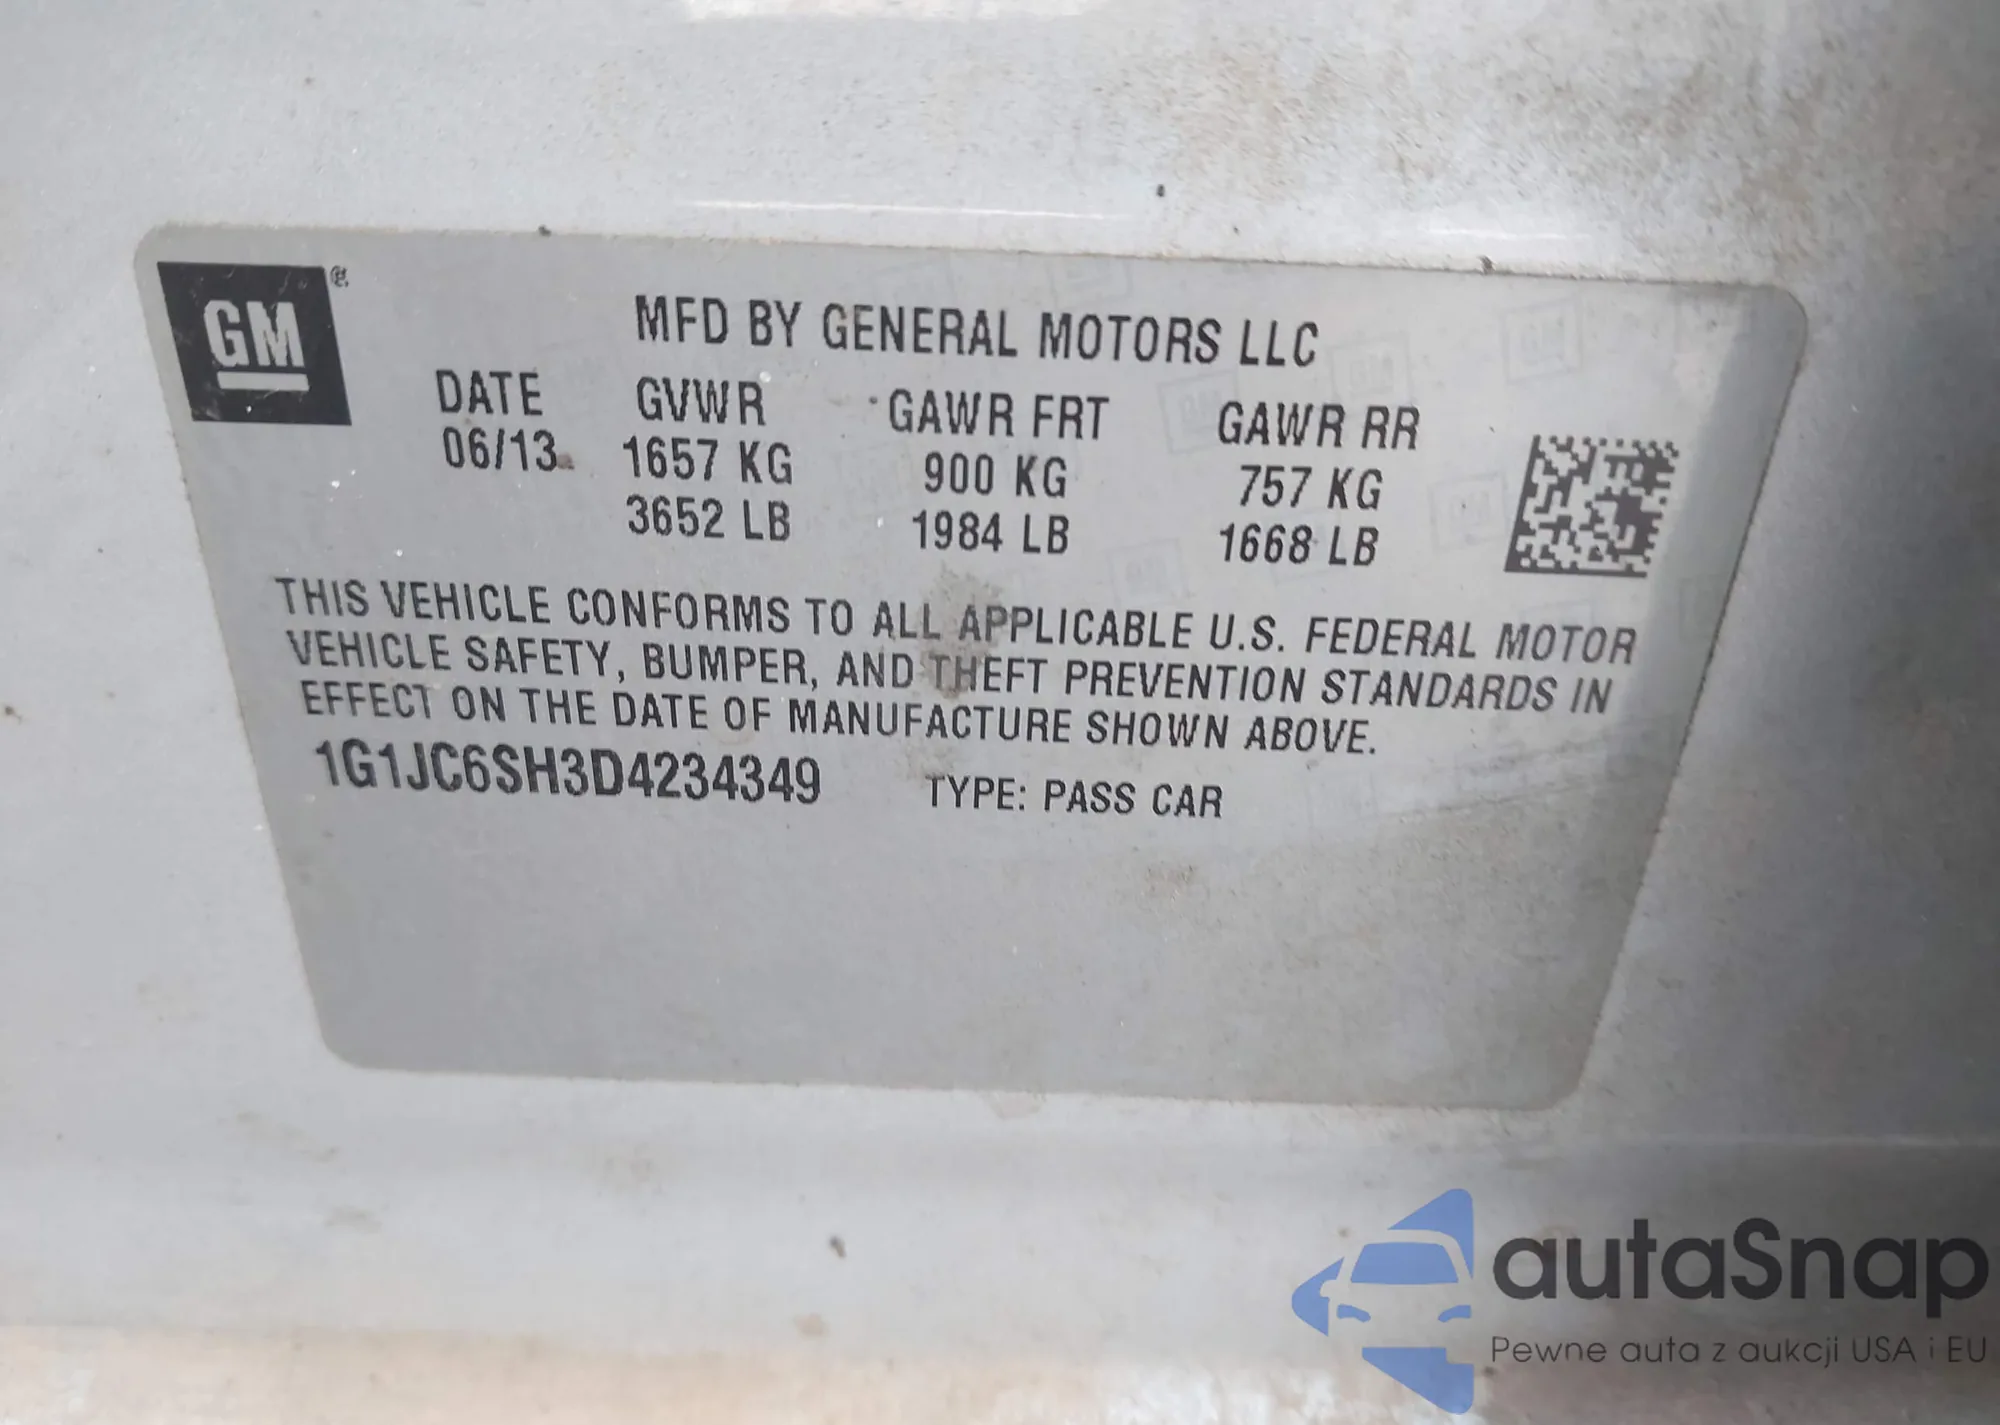 GM®
MFD BY GENERAL MOTORS LLC
DATE GVWR GAWR FRT GAWR RR
06/13 1657 KG 900 KG 757 KG
3652 LB 1984 LB 1668 LB
THIS VEHICLE CONFORMS TO ALL APPLICABLE U.S. FEDERAL MOTOR
VEHICLE SAFETY, BUMPER, AND THEFT PREVENTION STANDARDS IN
EFFECT ON THE DATE OF MANUFACTURE SHOWN ABOVE.
1G1JC6SH3D4234349 TYPE: PASS CAR
autaSnap
Pewne auta z aukcji USA i EU